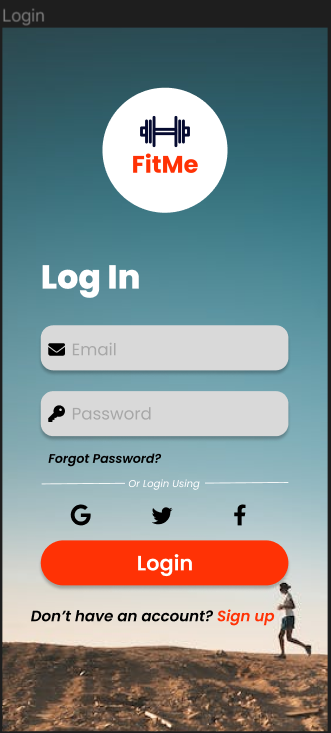 Login
FitMe
Log In
Email
Password
Forgot Password?
Or Login Using
Login
Don’t have an account? Sign up